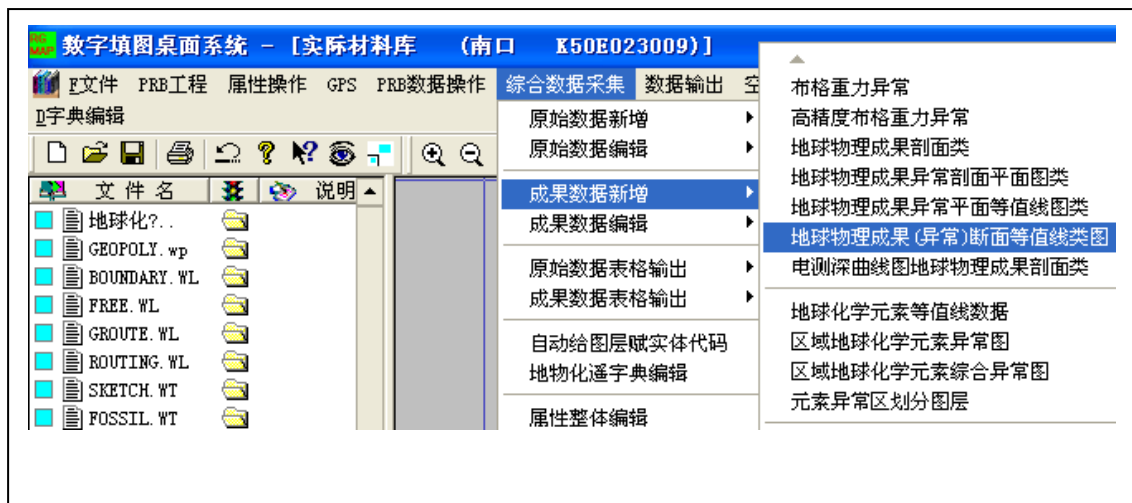 RG MAP 数字填图桌面系统 - [实际材料库 (南口 K50E023009)]
F文件 PRB工程 属性操作 GPS PRB数据操作 综合数据采集 数据输出 空
D字典编辑
文件名 说明
地球化?..
GEOPOLY.wp
BOUNDARY.WL
FREE.WL
GROUTE.WL
ROUTING.WL
SKETCH.WT
FOSSIL.WT
原始数据新增
原始数据编辑
成果数据新增
成果数据编辑
原始数据表格输出
成果数据表格输出
自动给图层赋实体代码
地物化遥字典编辑
属性整体编辑
布格重力异常
高精度布格重力异常
地球物理成果剖面类
地球物理成果异常剖面平面图类
地球物理成果异常平面等值线图类
地球物理成果(异常)断面等值线类图
电测深曲线图地球物理成果剖面类
地球化学元素等值线数据
区域地球化学元素异常图
区域地球化学元素综合异常图
元素异常区划分图层